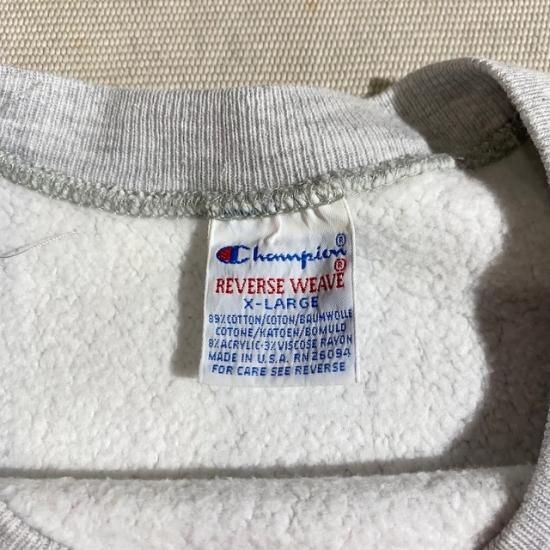 Champion®
REVERSE WEAVE®
X-LARGE
89%COTTON/COTON/BAUMWOLLE
COTONE/KATOEN/BOMULD
8%ACRYLIC-3%VISCOSE RAYON
MADE IN U.S.A. RN26094
FOR CARE SEE REVERSE